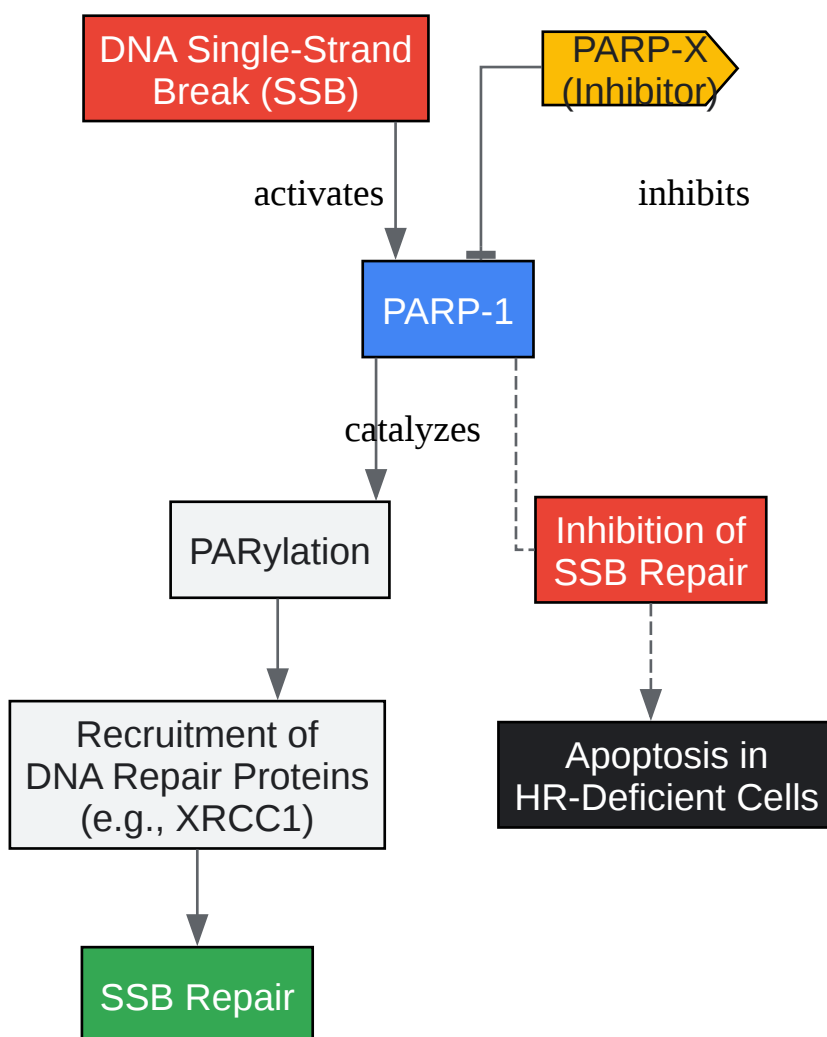 DNA Single-Strand
Break (SSB)
PARP-X
(Inhibitor)
activates
inhibits
PARP-1
catalyzes
PARylation
Inhibition of
SSB Repair
Recruitment of
DNA Repair Proteins
(e.g., XRCC1)
Apoptosis in
HR-Deficient Cells
SSB Repair